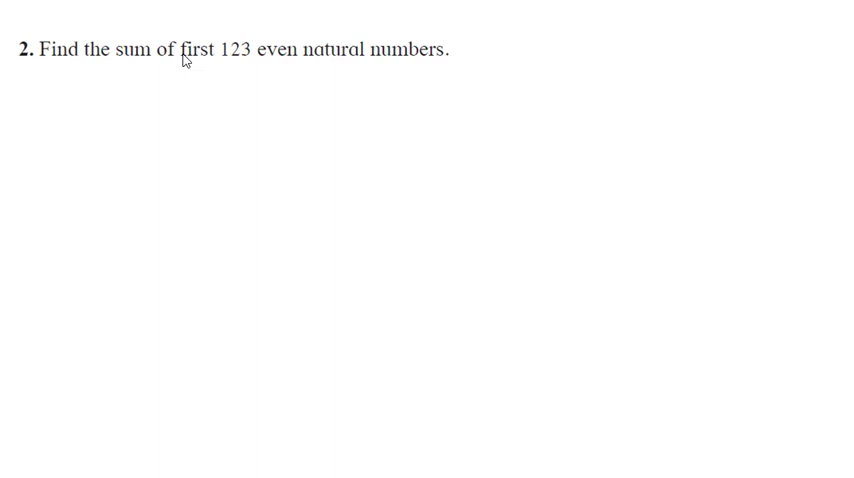 2. Find the sum of first 123 even natural numbers.